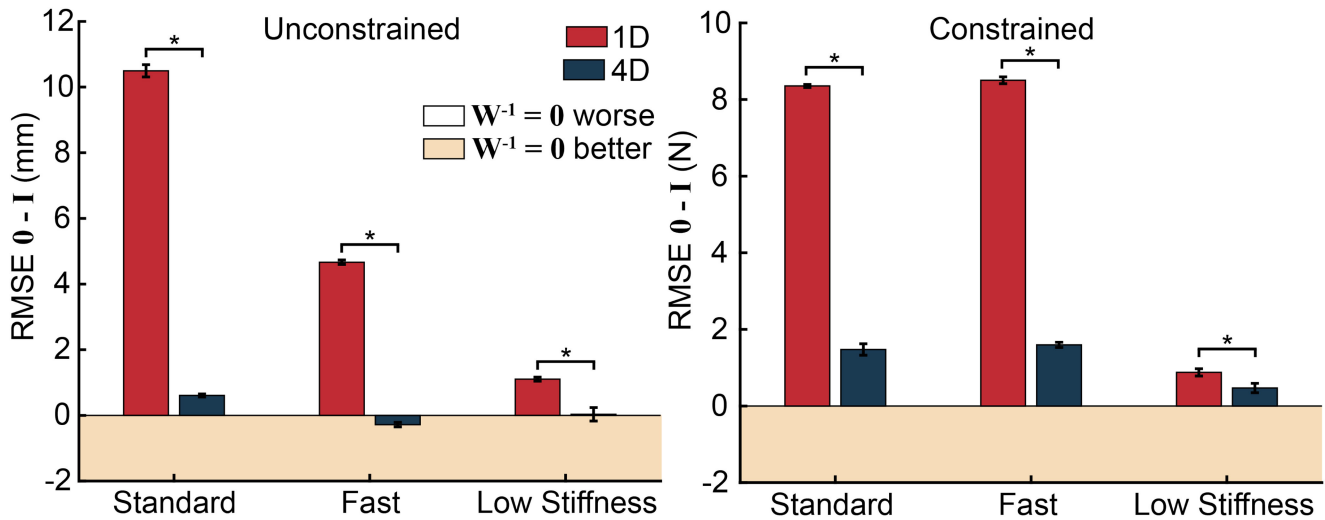 Unconstrained
1D
4D
W⁻¹ = 0 worse
W⁻¹ = 0 better
RMSE 0 - I (mm)
12
10
8
6
4
2
0
-2
*
*
*
Standard
Fast
Low Stiffness
Constrained
RMSE 0 - I (N)
10
8
6
4
2
0
-2
*
*
*
Standard
Fast
Low Stiffness